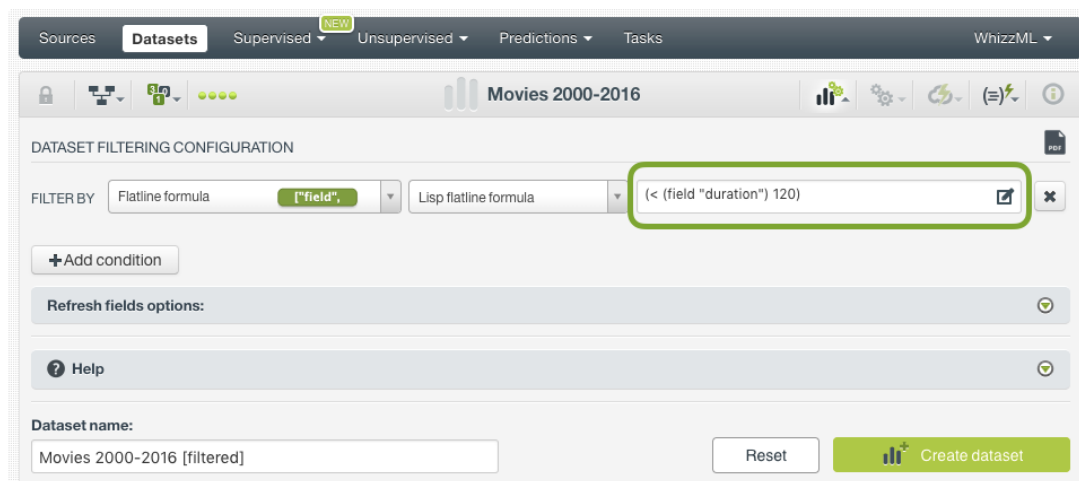 NEW
Sources Datasets Supervised Unsupervised Predictions Tasks WhizzML
Movies 2000-2016
DATASET FILTERING CONFIGURATION
PDF
FILTER BY Flatline formula ["field", Lisp flatline formula (< (field "duration") 120)
+Add condition
Refresh fields options:
? Help
Dataset name:
Movies 2000-2016 [filtered] Reset Create dataset